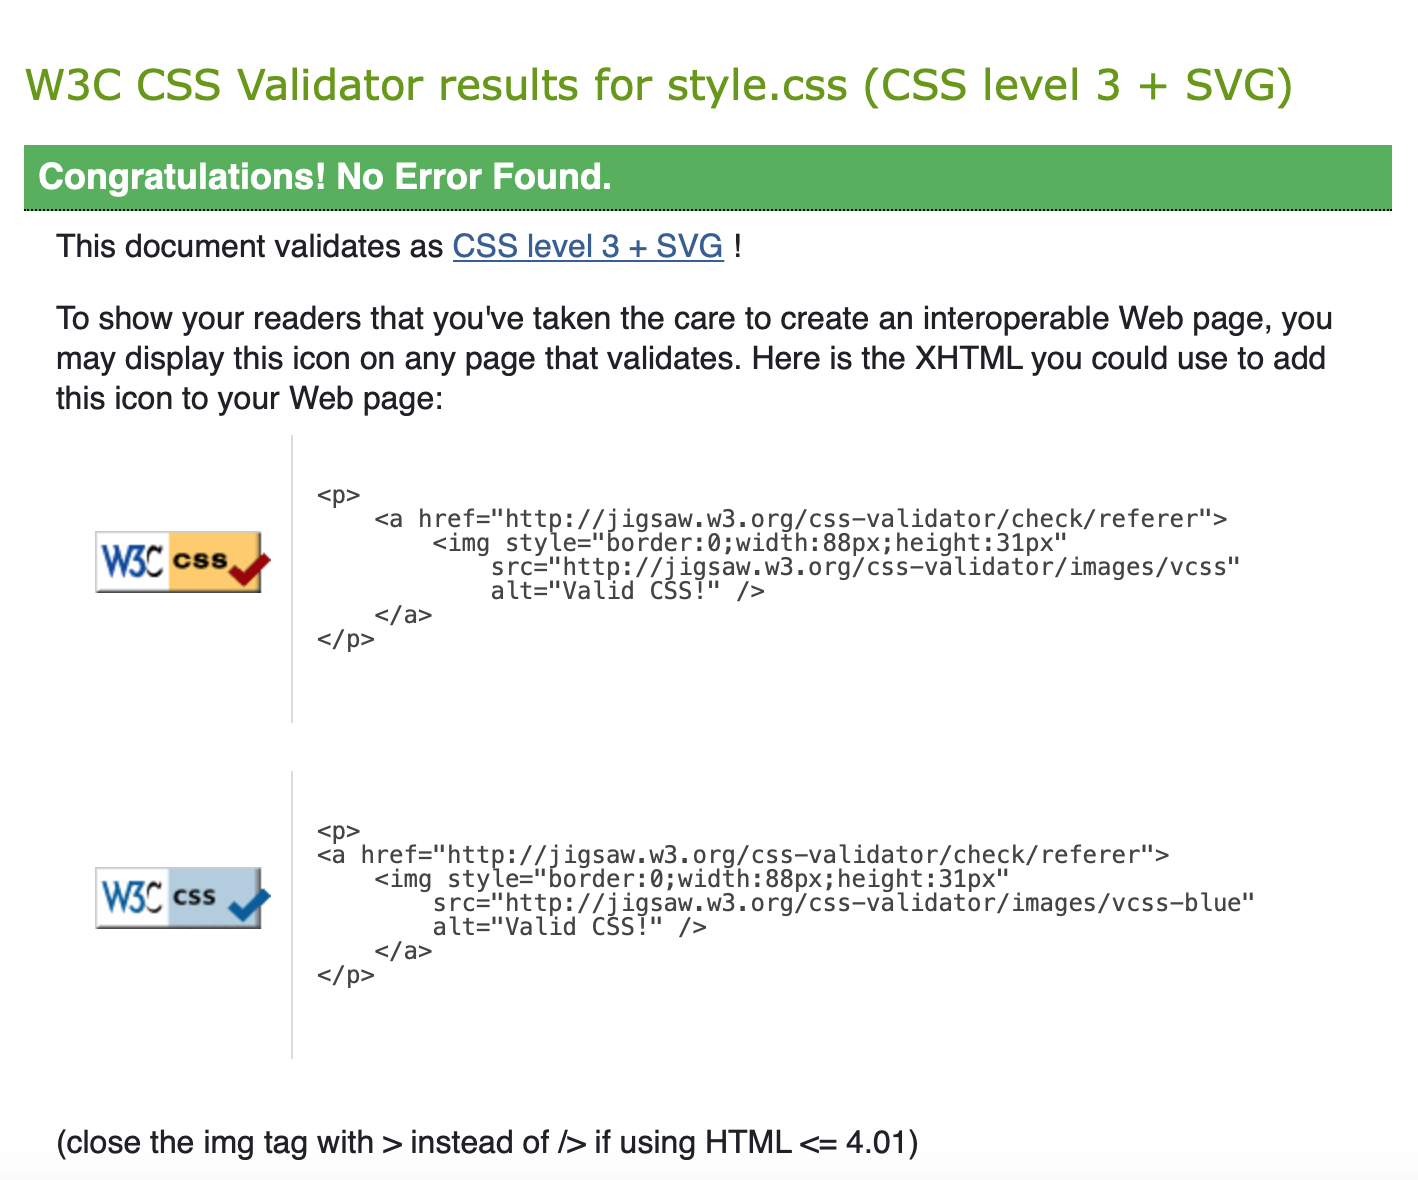 W3C CSS Validator results for style.css (CSS level 3 + SVG)
Congratulations! No Error Found.
This document validates as CSS level 3 + SVG !
To show your readers that you've taken the care to create an interoperable Web page, you
may display this icon on any page that validates. Here is the XHTML you could use to add
this icon to your Web page:
W3C css
<p>
    <a href="http://jigsaw.w3.org/css-validator/check/referer">
        <img style="border:0;width:88px;height:31px"
            src="http://jigsaw.w3.org/css-validator/images/vcss"
            alt="Valid CSS!" />
    </a>
</p>
W3C css
<p>
<a href="http://jigsaw.w3.org/css-validator/check/referer">
    <img style="border:0;width:88px;height:31px"
        src="http://jigsaw.w3.org/css-validator/images/vcss-blue"
        alt="Valid CSS!" />
    </a>
</p>
(close the img tag with > instead of /> if using HTML <= 4.01)